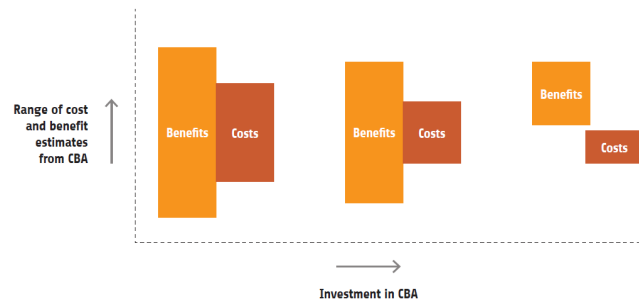 Range of cost
and benefit
estimates
from CBA
Benefits
Costs
Benefits
Costs
Benefits
Costs
Investment in CBA